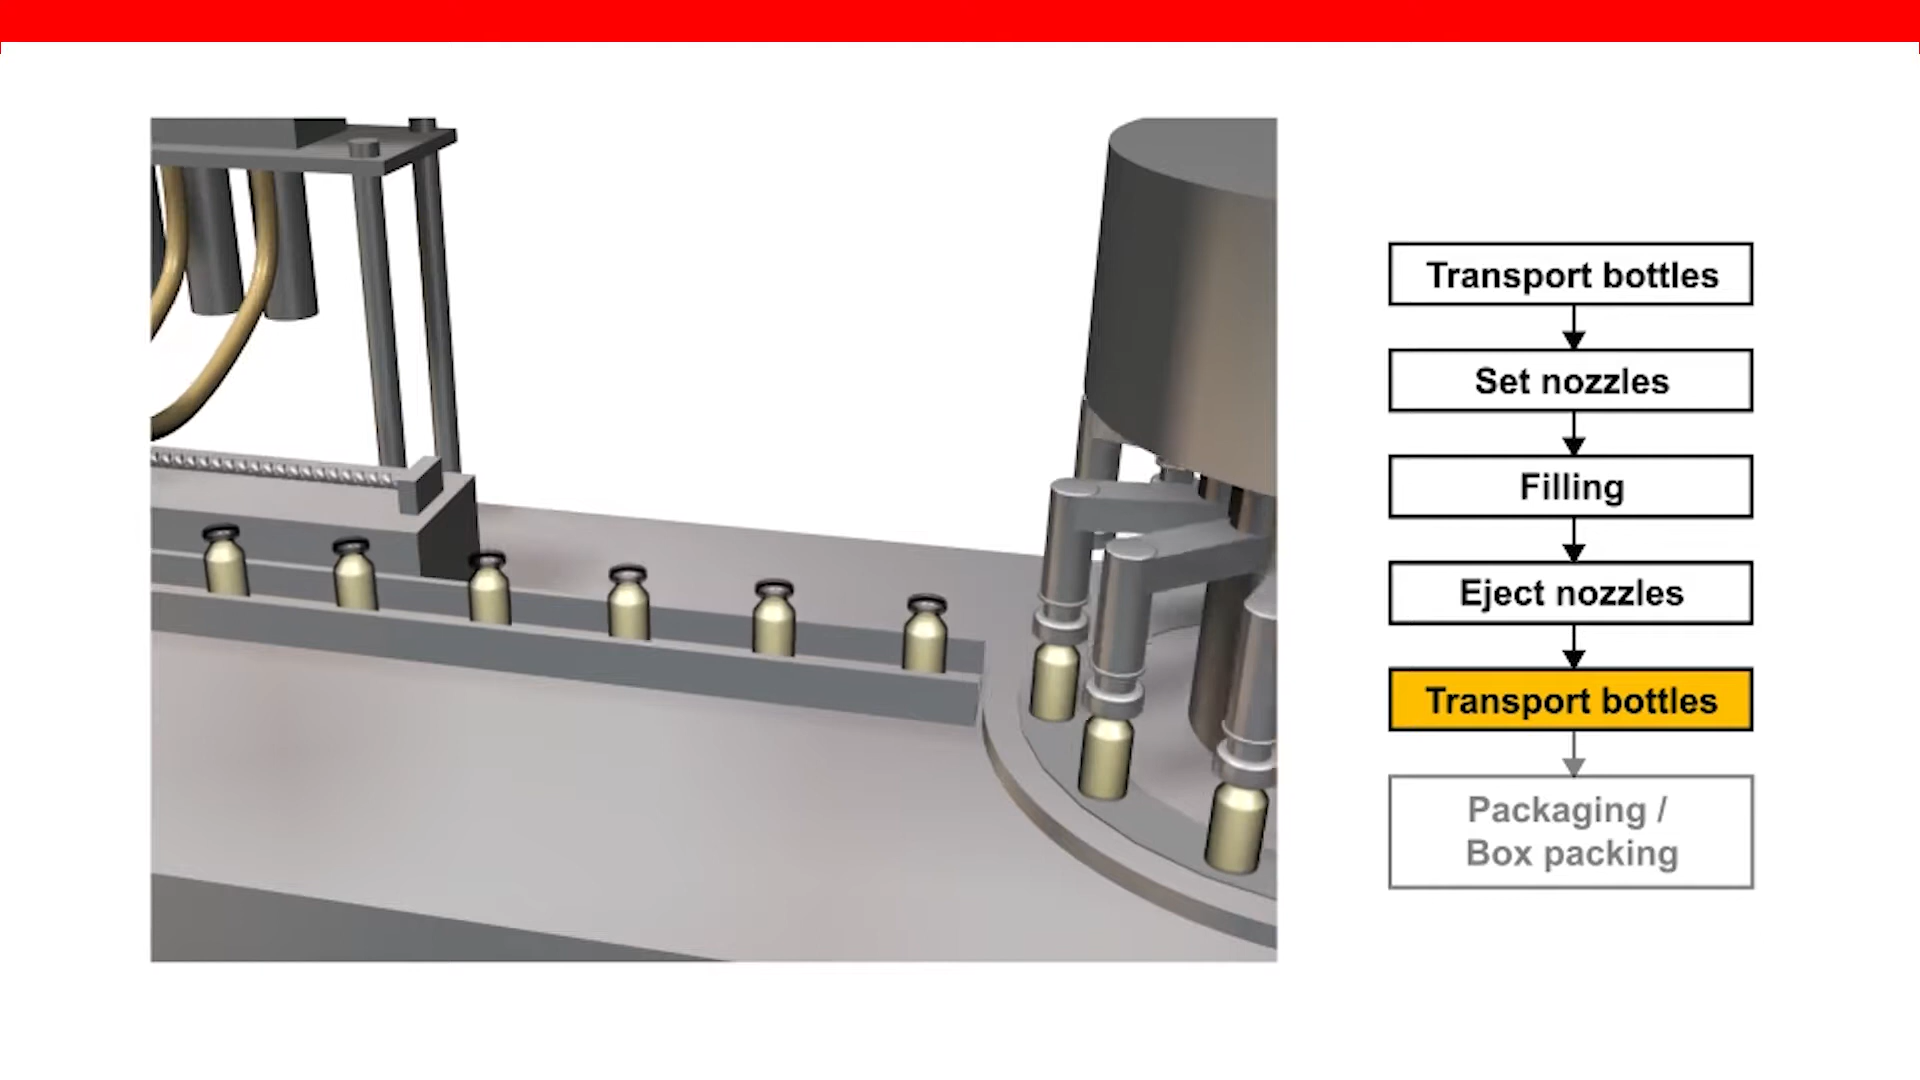 Transport bottles
Set nozzles
Filling
Eject nozzles
Transport bottles
Packaging /
Box packing